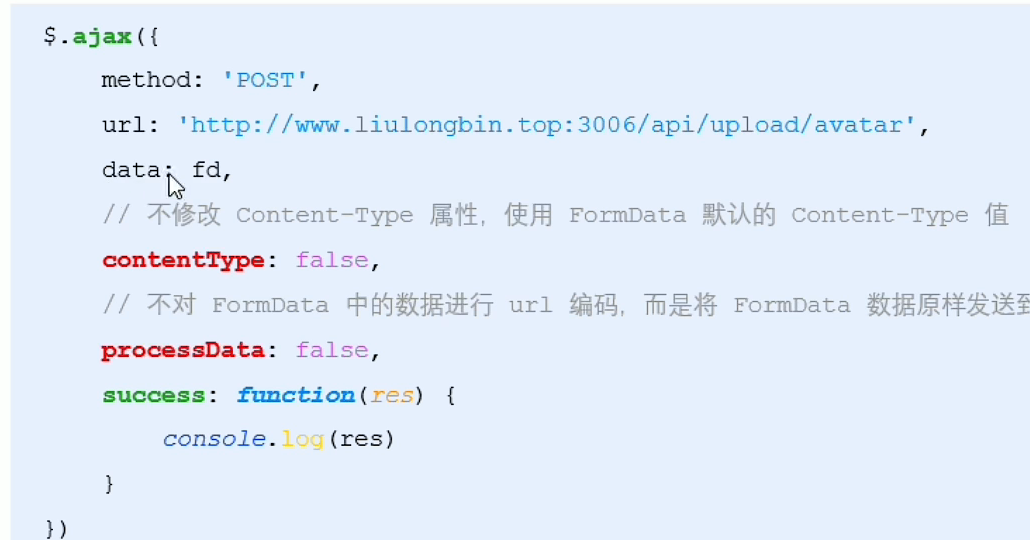 $.ajax({
method: 'POST',
url: 'http://www.liulongbin.top:3006/api/upload/avatar',
data: fd,
// 不修改 Content-Type 属性，使用 FormData 默认的 Content-Type 值
contentType: false,
// 不对 FormData 中的数据进行 url 编码，而是将 FormData 数据原样发送到
processData: false,
success: function(res) {
console.log(res)
}
})